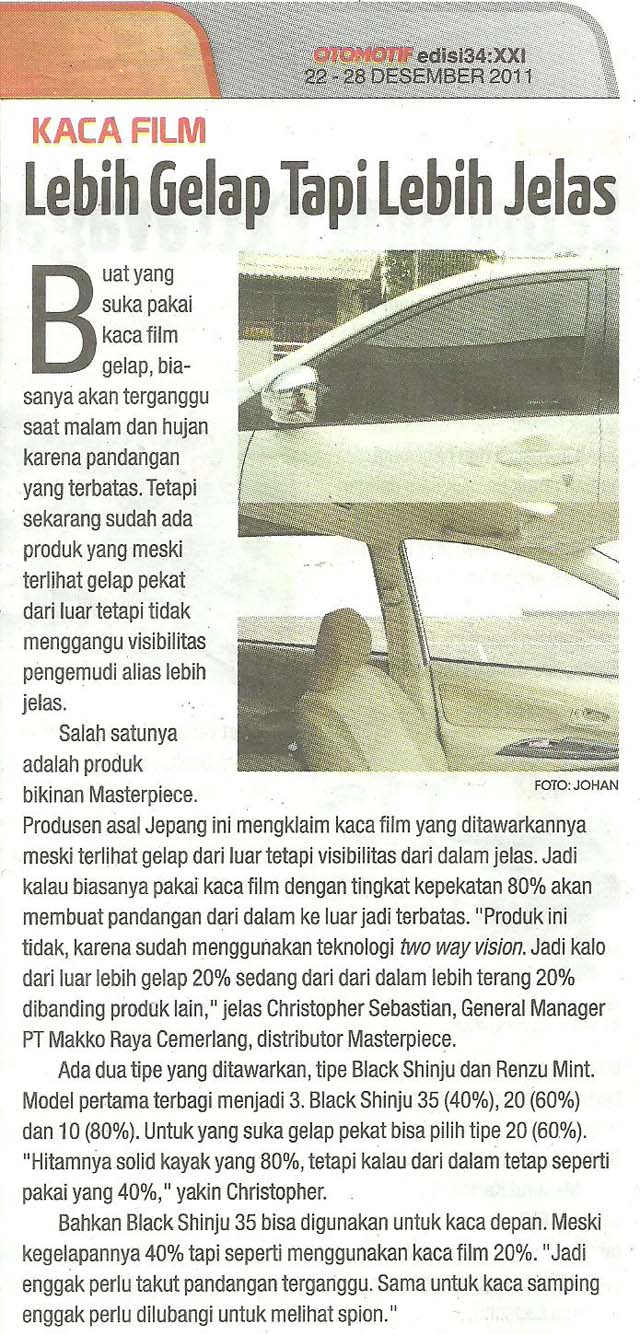 OTOMOTIF edisi34:XXI
22 - 28 DESEMBER 2011
KACA FILM
Lebih Gelap Tapi Lebih Jelas
Buat yang
suka pakai
kaca film
gelap, bia-
sanya akan terganggu
saat malam dan hujan
karena pandangan
yang terbatas. Tetapi
sekarang sudah ada
produk yang meski
terlihat gelap pekat
dari luar tetapi tidak
menggangu visibilitas
pengemudi alias lebih
jelas.
Salah satunya
adalah produk
bikinan Masterpiece.
FOTO: JOHAN
Produsen asal Jepang ini mengklaim kaca film yang ditawarkannya
meski terlihat gelap dari luar tetapi visibilitas dari dalam jelas. Jadi
kalau biasanya pakai kaca film dengan tingkat kepekatan 80% akan
membuat pandangan dari dalam ke luar jadi terbatas. "Produk ini
tidak, karena sudah menggunakan teknologi two way vision. Jadi kalo
dari luar lebih gelap 20% sedang dari dari dalam lebih terang 20%
dibanding produk lain," jelas Christopher Sebastian, General Manager
PT Makko Raya Cemerlang, distributor Masterpiece.
Ada dua tipe yang ditawarkan, tipe Black Shinju dan Renzu Mint.
Model pertama terbagi menjadi 3. Black Shinju 35 (40%), 20 (60%)
dan 10 (80%). Untuk yang suka gelap pekat bisa pilih tipe 20 (60%).
"Hitamnya solid kayak yang 80%, tetapi kalau dari dalam tetap seperti
pakai yang 40%," yakin Christopher.
Bahkan Black Shinju 35 bisa digunakan untuk kaca depan. Meski
kegelapannya 40% tapi seperti menggunakan kaca film 20%. "Jadi
enggak perlu takut pandangan terganggu. Sama untuk kaca samping
enggak perlu dilubangi untuk melihat spion."